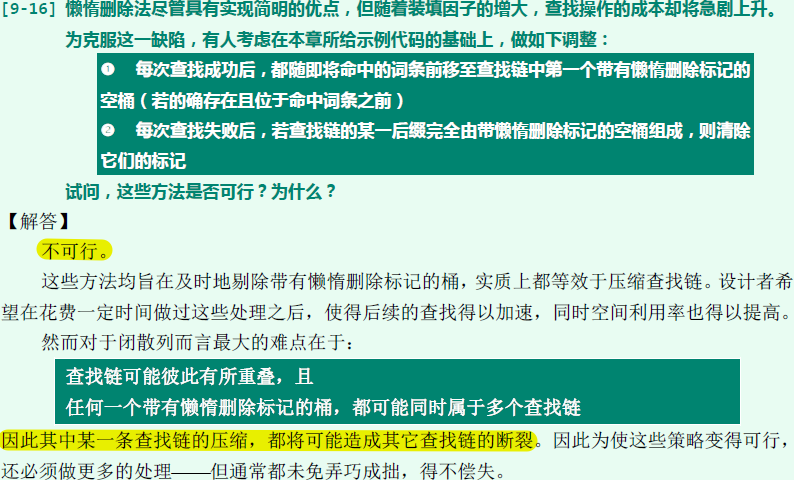 [9-16] 懒惰删除法尽管具有实现简明的优点，但随着装填因子的增大，查找操作的成本却将急剧上升。
为克服这一缺陷，有人考虑在本章所给示例代码的基础上，做如下调整：
❶ 每次查找成功后，都随即将命中的词条前移至查找链中第一个带有懒惰删除标记的
空桶（若的确存在且位于命中词条之前）
❷ 每次查找失败后，若查找链的某一后缀完全由带懒惰删除标记的空桶组成，则清除
它们的标记
试问，这些方法是否可行？为什么？
【解答】
不可行。
这些方法均旨在及时地剔除带有懒惰删除标记的桶，实质上都等效于压缩查找链。设计者希
望在花费一定时间做过这些处理之后，使得后续的查找得以加速，同时空间利用率也得以提高。
然而对于闭散列而言最大的难点在于：
查找链可能彼此有所重叠，且
任何一个带有懒惰删除标记的桶，都可能同时属于多个查找链
因此其中某一条查找链的压缩，都将可能造成其它查找链的断裂。因此为使这些策略变得可行，
还必须做更多的处理——但通常都未免弄巧成拙，得不偿失。